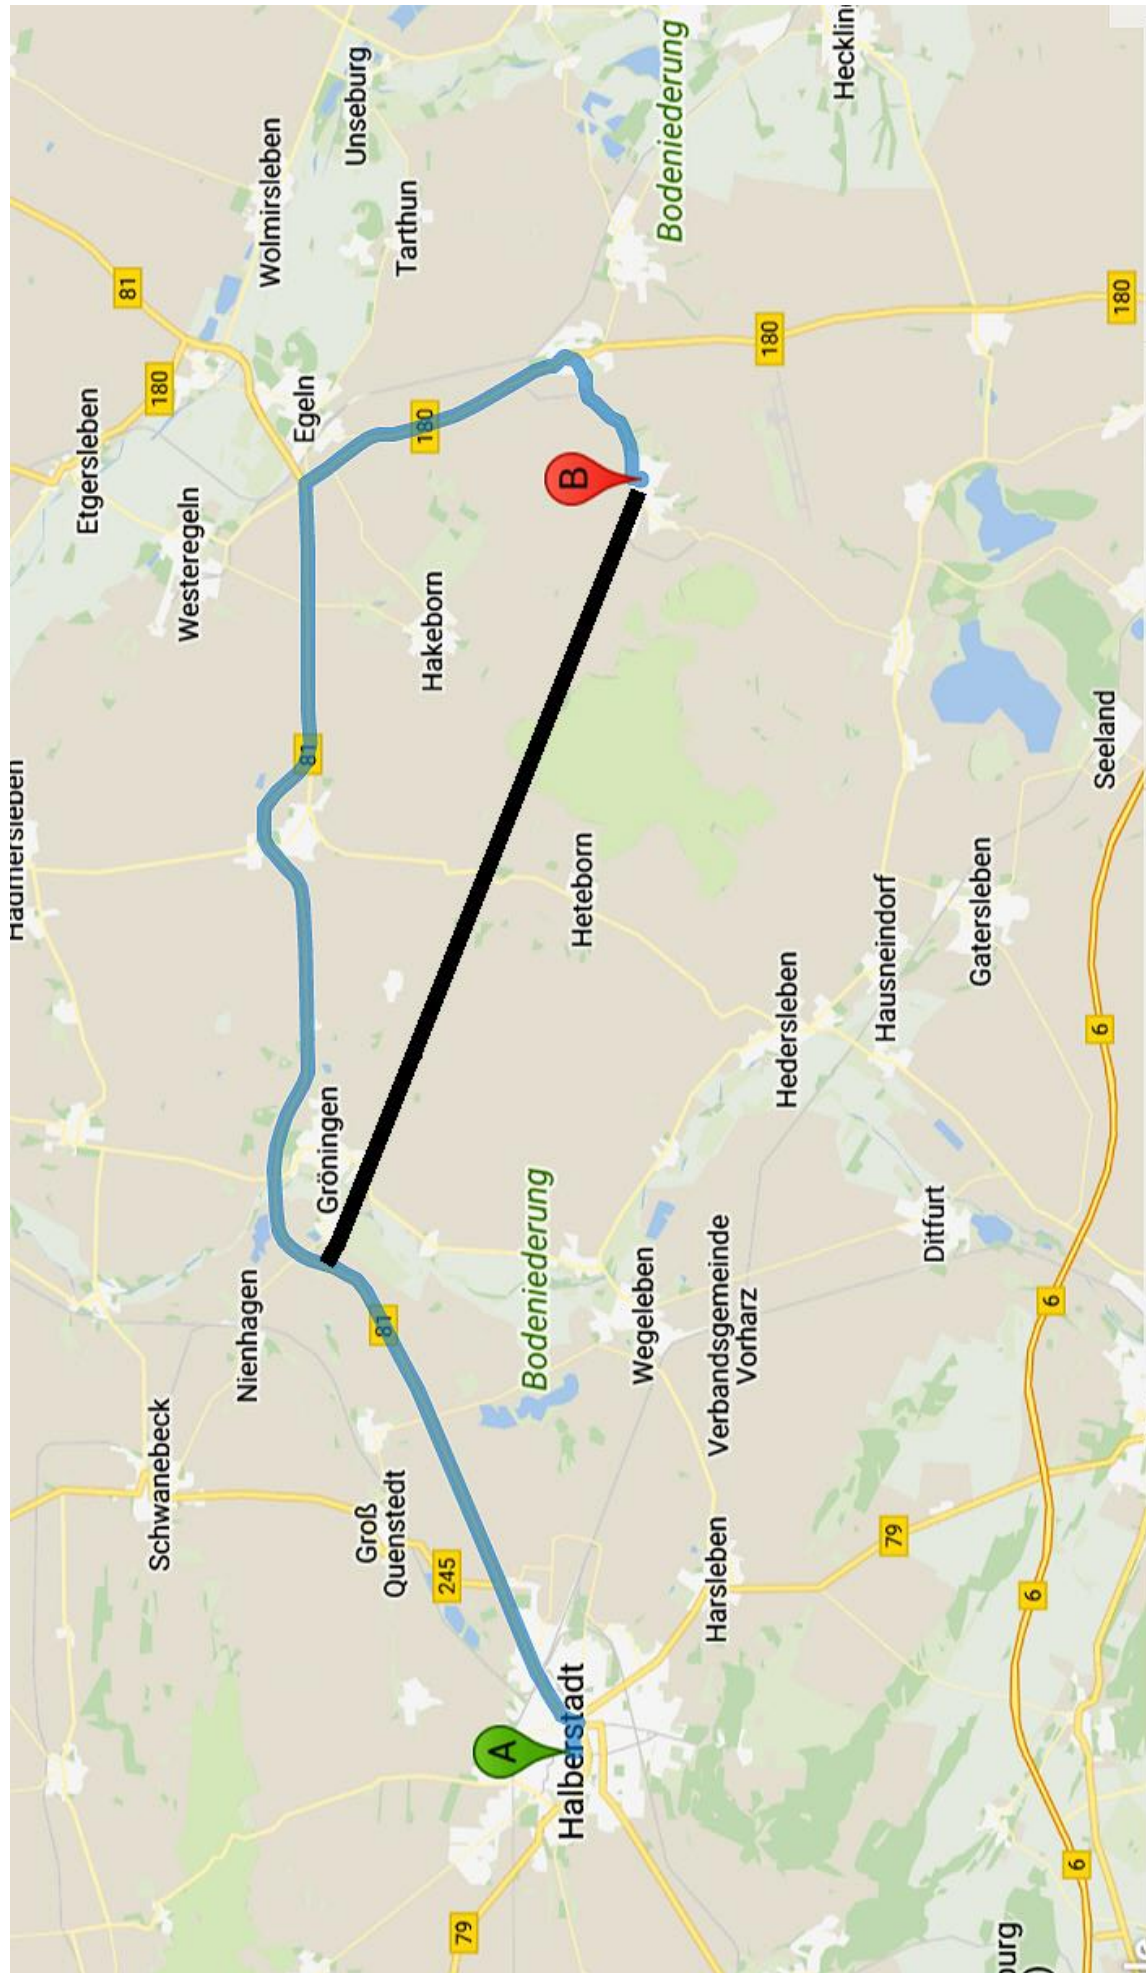 Hadmersleben
Etgersleben
81
Schwanebeck
180
Westeregeln
Nienhagen
Wolmirsleben
Egeln
81
Gröningen
Unseburg
Groß
Quenstedt
81
Tarthun
180
Hakeborn
245
79
A
Bodeniederung
Halberstadt
B
Heteborn
Wegeleben
Bodeniederung
Harsleben
Verbandsgemeinde
Vorharz
180
Hedersleben
Hecklin
Hausneindorf
79
Ditfurt
Gatersleben
urg
6
6
6
6
Seeland
180